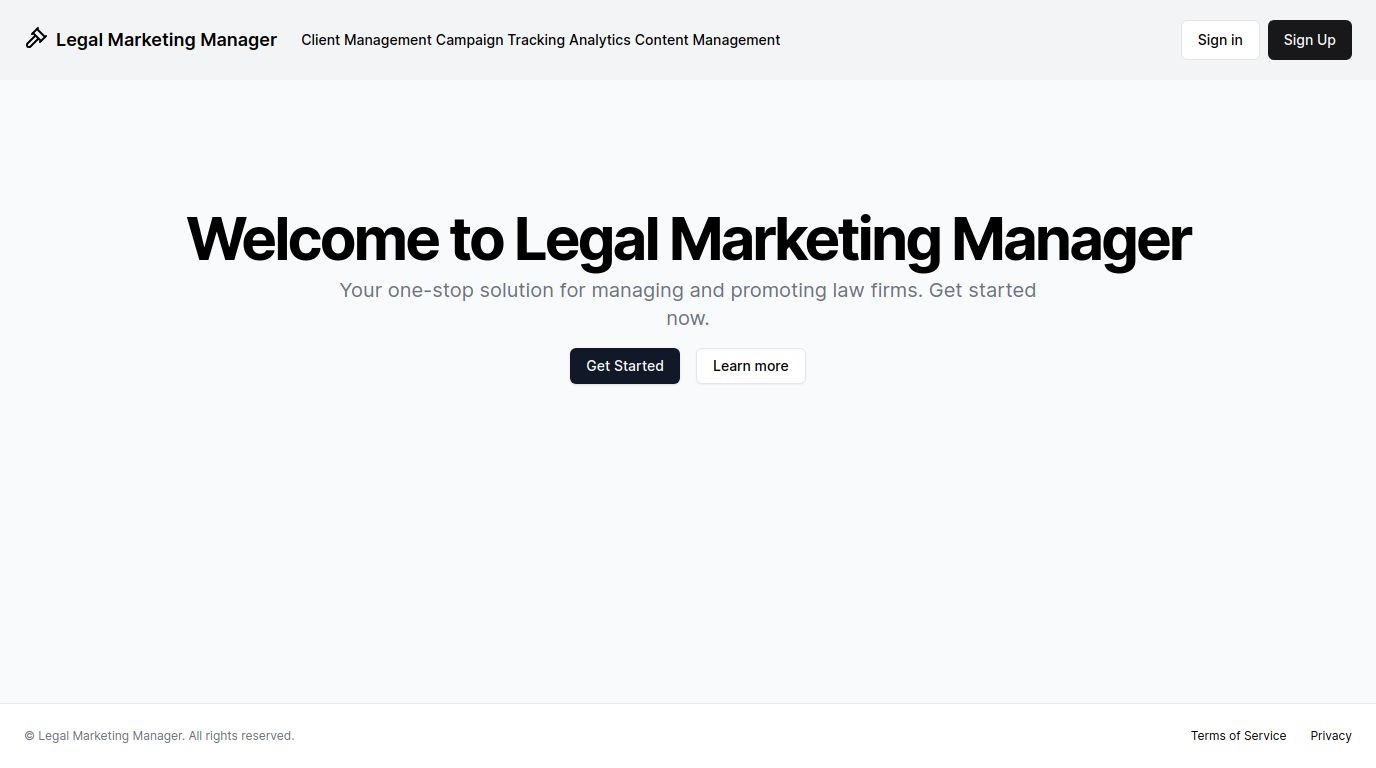 Legal Marketing Manager
Client Management Campaign Tracking Analytics Content Management
Sign in
Sign Up
Welcome to Legal Marketing Manager
Your one-stop solution for managing and promoting law firms. Get started
now.
Get Started
Learn more
© Legal Marketing Manager. All rights reserved.
Terms of Service
Privacy